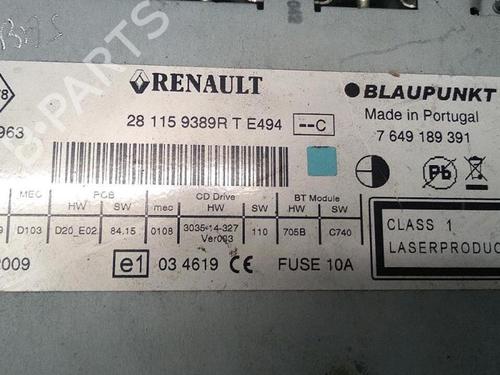 RENAULT
BLAUPUNKT
Made in Portugal
7 649 189 391
963
28 115 9389R T E494 --C
Pb
MEC PCB CD Drive BT Module
HW SW mec HW SW HW SW
D103 D20_E02. 84.15 0108 3035-14-327 Ver003 110 705B C740
CLASS 1
LASERPRODUC
2009
e1 03 4619 CE FUSE 10A
B-PARTS